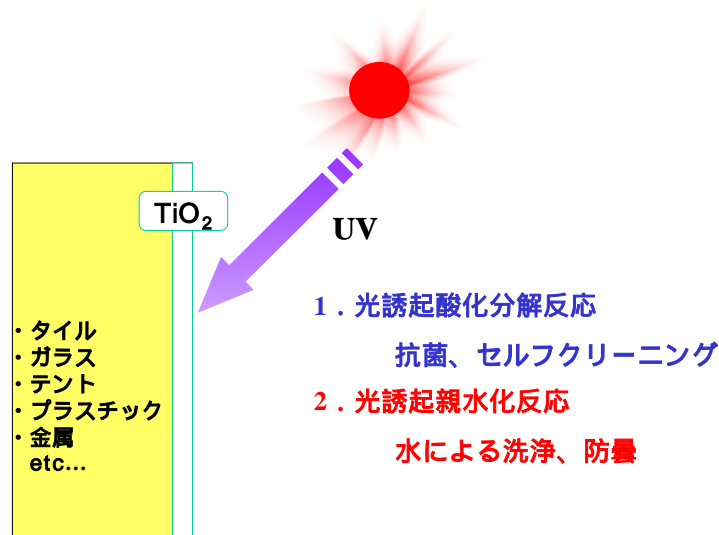 TiO₂
UV
・タイル
・ガラス
・テント
・プラスチック
・金属
etc…
1．光誘起酸化分解反応
抗菌、セルフクリーニング
2．光誘起親水化反応
水による洗浄、防曇